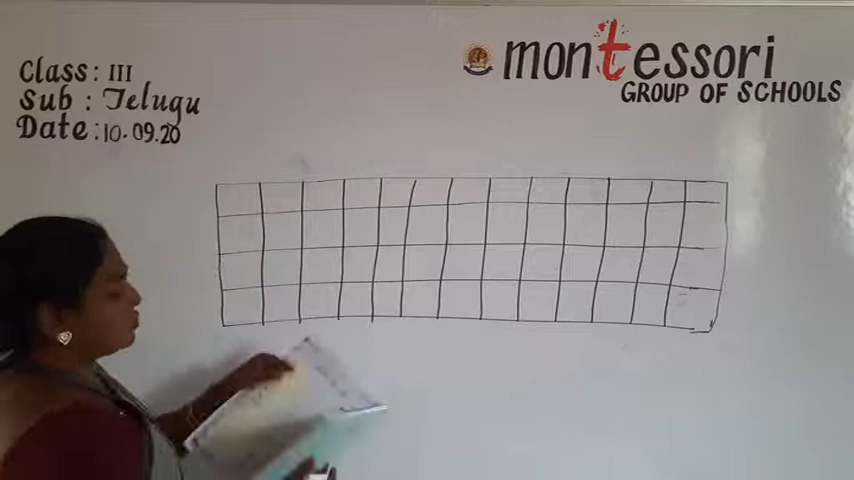 Class : III
Sub : Telugu
Date : 10.09.20
montessori
GROUP OF SCHOOLS